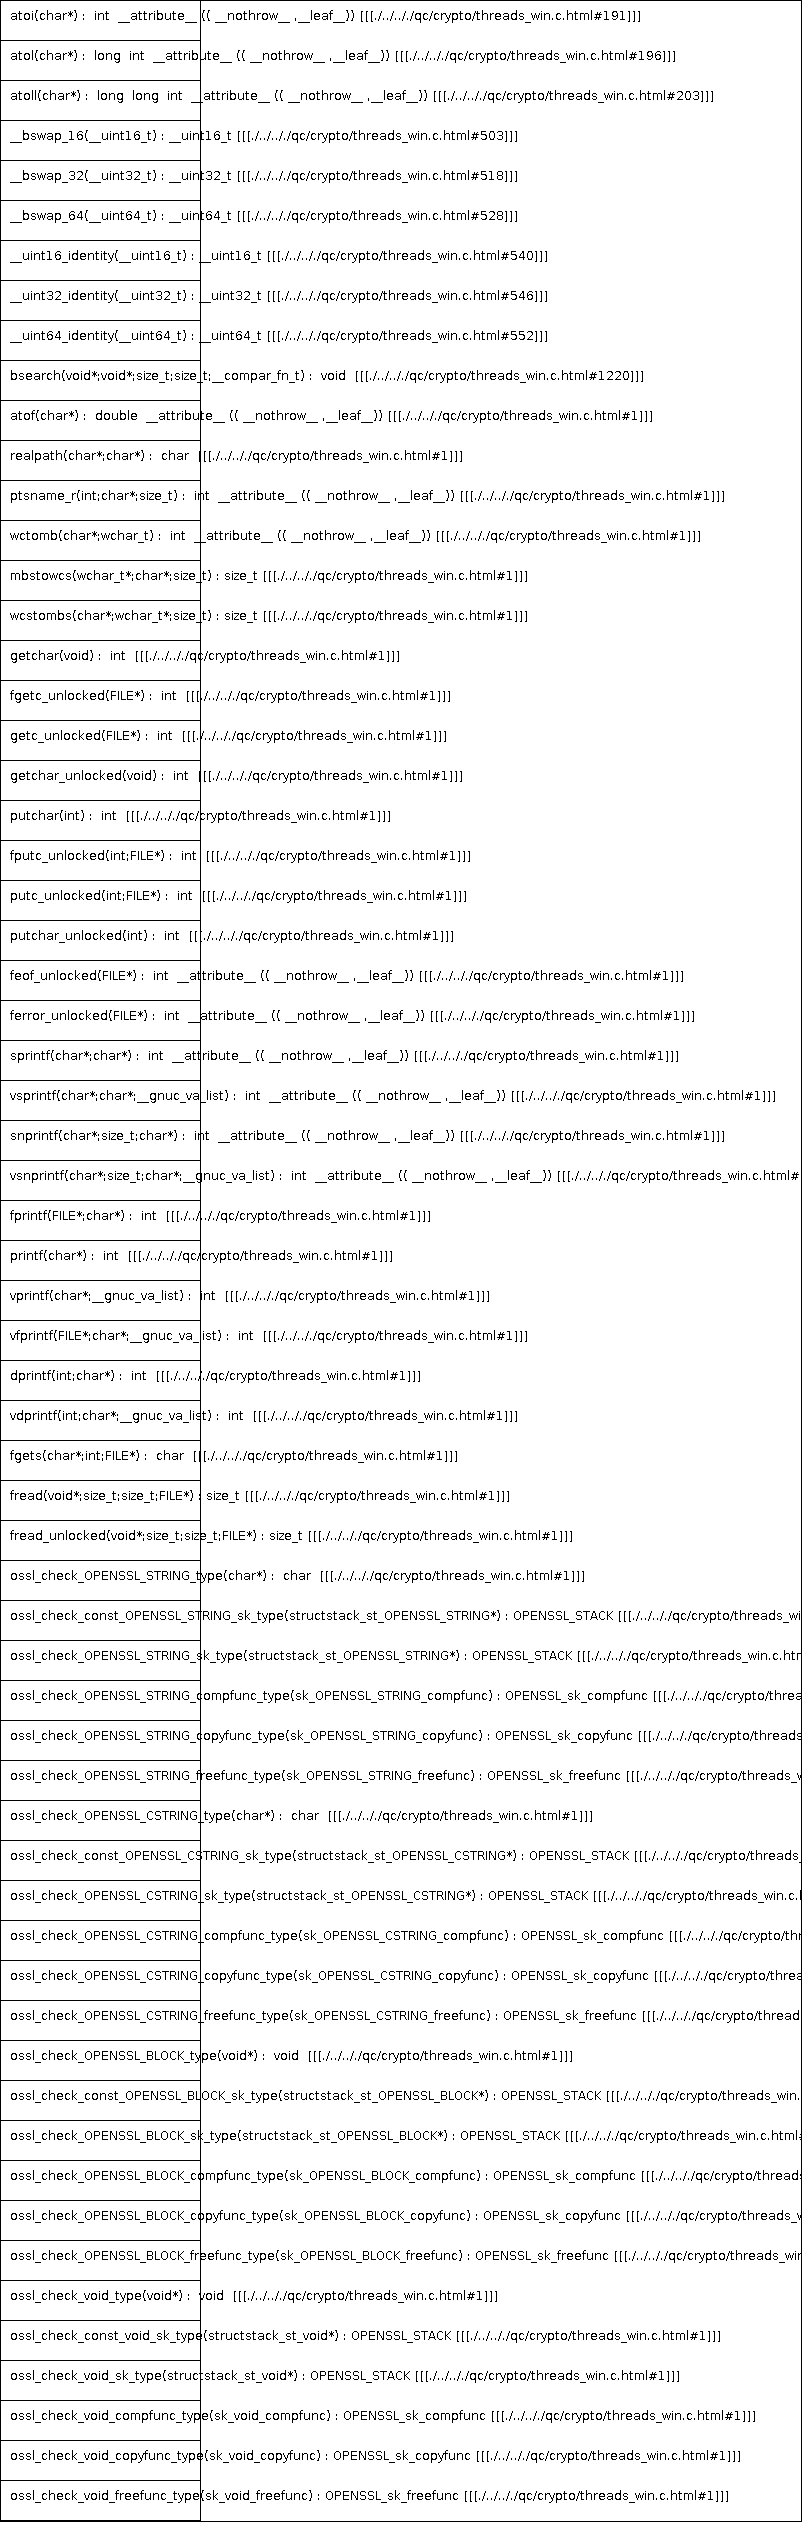 atoi(char*) : int __attribute__ (( __nothrow__ ,__leaf__)) [[[./../../../qc/crypto/threads_win.c.html#191]]]
atol(char*) : long int __attribute__ (( __nothrow__ ,__leaf__)) [[[./../../../qc/crypto/threads_win.c.html#196]]]
atoll(char*) : long long int __attribute__ (( __nothrow__ ,__leaf__)) [[[./../../../qc/crypto/threads_win.c.html#203]]]
__bswap_16(__uint16_t) : __uint16_t [[[./../../../qc/crypto/threads_win.c.html#503]]]
__bswap_32(__uint32_t) : __uint32_t [[[./../../../qc/crypto/threads_win.c.html#518]]]
__bswap_64(__uint64_t) : __uint64_t [[[./../../../qc/crypto/threads_win.c.html#528]]]
__uint16_identity(__uint16_t) : __uint16_t [[[./../../../qc/crypto/threads_win.c.html#540]]]
__uint32_identity(__uint32_t) : __uint32_t [[[./../../../qc/crypto/threads_win.c.html#546]]]
__uint64_identity(__uint64_t) : __uint64_t [[[./../../../qc/crypto/threads_win.c.html#552]]]
bsearch(void*;void*;size_t;size_t;__compar_fn_t) : void [[[./../../../qc/crypto/threads_win.c.html#1220]]]
atof(char*) : double __attribute__ (( __nothrow__ ,__leaf__)) [[[./../../../qc/crypto/threads_win.c.html#1]]]
realpath(char*;char*) : char [[[./../../../qc/crypto/threads_win.c.html#1]]]
ptsname_r(int;char*;size_t) : int __attribute__ (( __nothrow__ ,__leaf__)) [[[./../../../qc/crypto/threads_win.c.html#1]]]
wctomb(char*;wchar_t) : int __attribute__ (( __nothrow__ ,__leaf__)) [[[./../../../qc/crypto/threads_win.c.html#1]]]
mbstowcs(wchar_t*;char*;size_t) : size_t [[[./../../../qc/crypto/threads_win.c.html#1]]]
wcstombs(char*;wchar_t*;size_t) : size_t [[[./../../../qc/crypto/threads_win.c.html#1]]]
getchar(void) : int [[[./../../../qc/crypto/threads_win.c.html#1]]]
fgetc_unlocked(FILE*) : int [[[./../../../qc/crypto/threads_win.c.html#1]]]
getc_unlocked(FILE*) : int [[[./../../../qc/crypto/threads_win.c.html#1]]]
getchar_unlocked(void) : int [[[./../../../qc/crypto/threads_win.c.html#1]]]
putchar(int) : int [[[./../../../qc/crypto/threads_win.c.html#1]]]
fputc_unlocked(int;FILE*) : int [[[./../../../qc/crypto/threads_win.c.html#1]]]
putc_unlocked(int;FILE*) : int [[[./../../../qc/crypto/threads_win.c.html#1]]]
putchar_unlocked(int) : int [[[./../../../qc/crypto/threads_win.c.html#1]]]
feof_unlocked(FILE*) : int __attribute__ (( __nothrow__ ,__leaf__)) [[[./../../../qc/crypto/threads_win.c.html#1]]]
ferror_unlocked(FILE*) : int __attribute__ (( __nothrow__ ,__leaf__)) [[[./../../../qc/crypto/threads_win.c.html#1]]]
sprintf(char*;char*) : int __attribute__ (( __nothrow__ ,__leaf__)) [[[./../../../qc/crypto/threads_win.c.html#1]]]
vsprintf(char*;char*;__gnuc_va_list) : int __attribute__ (( __nothrow__ ,__leaf__)) [[[./../../../qc/crypto/threads_win.c.html#1]]]
snprintf(char*;size_t;char*) : int __attribute__ (( __nothrow__ ,__leaf__)) [[[./../../../qc/crypto/threads_win.c.html#1]]]
vsnprintf(char*;size_t;char*;__gnuc_va_list) : int __attribute__ (( __nothrow__ ,__leaf__)) [[[./../../../qc/crypto/threads_win.c.html#
fprintf(FILE*;char*) : int [[[./../../../qc/crypto/threads_win.c.html#1]]]
printf(char*) : int [[[./../../../qc/crypto/threads_win.c.html#1]]]
vprintf(char*;__gnuc_va_list) : int [[[./../../../qc/crypto/threads_win.c.html#1]]]
vfprintf(FILE*;char*;__gnuc_va_list) : int [[[./../../../qc/crypto/threads_win.c.html#1]]]
dprintf(int;char*) : int [[[./../../../qc/crypto/threads_win.c.html#1]]]
vdprintf(int;char*;__gnuc_va_list) : int [[[./../../../qc/crypto/threads_win.c.html#1]]]
fgets(char*;int;FILE*) : char [[[./../../../qc/crypto/threads_win.c.html#1]]]
fread(void*;size_t;size_t;FILE*) : size_t [[[./../../../qc/crypto/threads_win.c.html#1]]]
fread_unlocked(void*;size_t;size_t;FILE*) : size_t [[[./../../../qc/crypto/threads_win.c.html#1]]]
ossl_check_OPENSSL_STRING_type(char*) : char [[[./../../../qc/crypto/threads_win.c.html#1]]]
ossl_check_const_OPENSSL_STRING_sk_type(structstack_st_OPENSSL_STRING*) : OPENSSL_STACK [[[./../../../qc/crypto/threads_wi
ossl_check_OPENSSL_STRING_sk_type(structstack_st_OPENSSL_STRING*) : OPENSSL_STACK [[[./../../../qc/crypto/threads_win.c.htm
ossl_check_OPENSSL_STRING_compfunc_type(sk_OPENSSL_STRING_compfunc) : OPENSSL_sk_compfunc [[[./../../../qc/crypto/threa
ossl_check_OPENSSL_STRING_copyfunc_type(sk_OPENSSL_STRING_copyfunc) : OPENSSL_sk_copyfunc [[[./../../../qc/crypto/threads
ossl_check_OPENSSL_STRING_freefunc_type(sk_OPENSSL_STRING_freefunc) : OPENSSL_sk_freefunc [[[./../../../qc/crypto/threads_w
ossl_check_OPENSSL_CSTRING_type(char*) : char [[[./../../../qc/crypto/threads_win.c.html#1]]]
ossl_check_const_OPENSSL_CSTRING_sk_type(structstack_st_OPENSSL_CSTRING*) : OPENSSL_STACK [[[./../../../qc/crypto/threads_
ossl_check_OPENSSL_CSTRING_sk_type(structstack_st_OPENSSL_CSTRING*) : OPENSSL_STACK [[[./../../../qc/crypto/threads_win.c.h
ossl_check_OPENSSL_CSTRING_compfunc_type(sk_OPENSSL_CSTRING_compfunc) : OPENSSL_sk_compfunc [[[./../../../qc/crypto/thr
ossl_check_OPENSSL_CSTRING_copyfunc_type(sk_OPENSSL_CSTRING_copyfunc) : OPENSSL_sk_copyfunc [[[./../../../qc/crypto/threa
ossl_check_OPENSSL_CSTRING_freefunc_type(sk_OPENSSL_CSTRING_freefunc) : OPENSSL_sk_freefunc [[[./../../../qc/crypto/thread
ossl_check_OPENSSL_BLOCK_type(void*) : void [[[./../../../qc/crypto/threads_win.c.html#1]]]
ossl_check_const_OPENSSL_BLOCK_sk_type(structstack_st_OPENSSL_BLOCK*) : OPENSSL_STACK [[[./../../../qc/crypto/threads_win.
ossl_check_OPENSSL_BLOCK_sk_type(structstack_st_OPENSSL_BLOCK*) : OPENSSL_STACK [[[./../../../qc/crypto/threads_win.c.html#
ossl_check_OPENSSL_BLOCK_compfunc_type(sk_OPENSSL_BLOCK_compfunc) : OPENSSL_sk_compfunc [[[./../../../qc/crypto/threads
ossl_check_OPENSSL_BLOCK_copyfunc_type(sk_OPENSSL_BLOCK_copyfunc) : OPENSSL_sk_copyfunc [[[./../../../qc/crypto/threads_w
ossl_check_OPENSSL_BLOCK_freefunc_type(sk_OPENSSL_BLOCK_freefunc) : OPENSSL_sk_freefunc [[[./../../../qc/crypto/threads_win
ossl_check_void_type(void*) : void [[[./../../../qc/crypto/threads_win.c.html#1]]]
ossl_check_const_void_sk_type(structstack_st_void*) : OPENSSL_STACK [[[./../../../qc/crypto/threads_win.c.html#1]]]
ossl_check_void_sk_type(structstack_st_void*) : OPENSSL_STACK [[[./../../../qc/crypto/threads_win.c.html#1]]]
ossl_check_void_compfunc_type(sk_void_compfunc) : OPENSSL_sk_compfunc [[[./../../../qc/crypto/threads_win.c.html#1]]]
ossl_check_void_copyfunc_type(sk_void_copyfunc) : OPENSSL_sk_copyfunc [[[./../../../qc/crypto/threads_win.c.html#1]]]
ossl_check_void_freefunc_type(sk_void_freefunc) : OPENSSL_sk_freefunc [[[./../../../qc/crypto/threads_win.c.html#1]]]